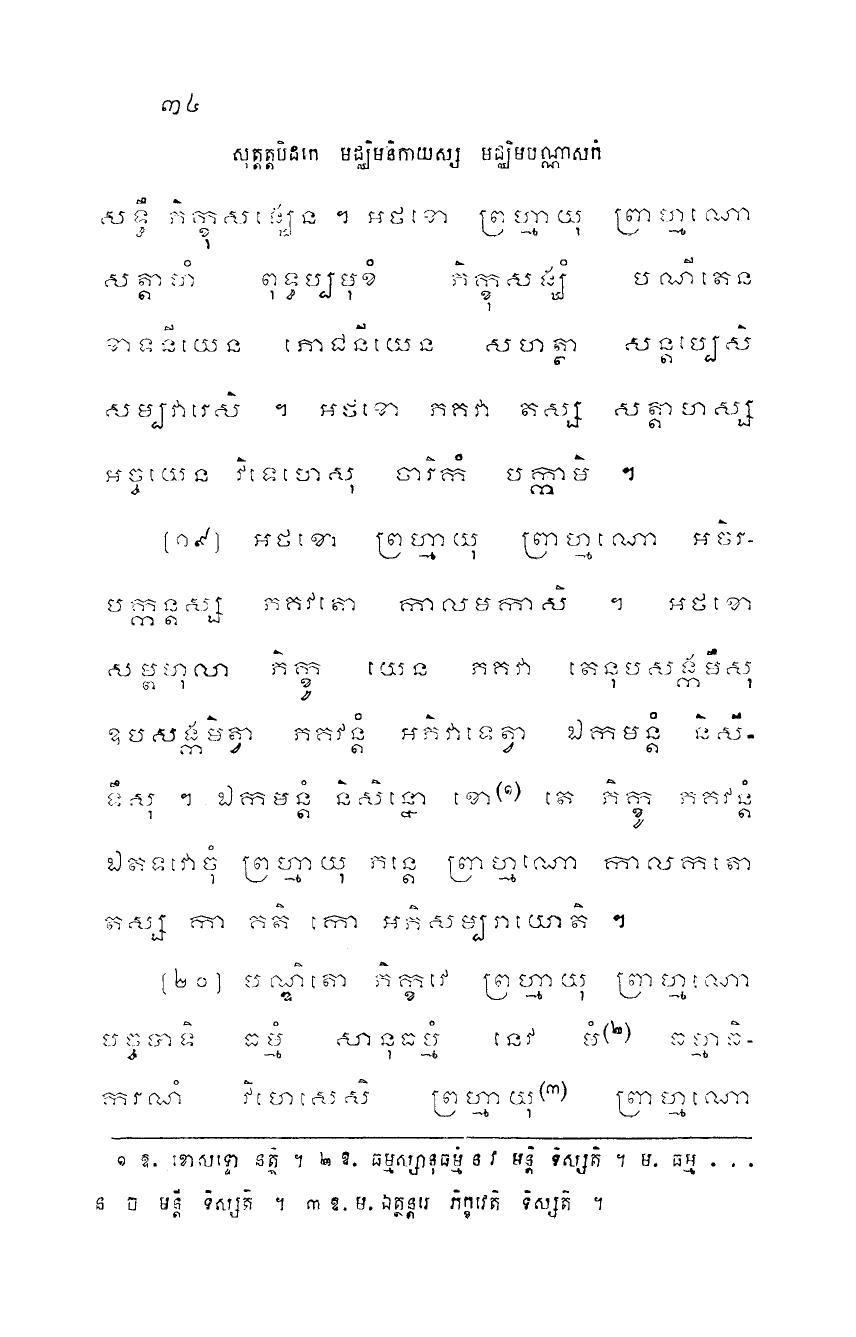 ៣៤
សុត្តត្តបិដកេ មជ្ឈិមនិកាយស្ស មជ្ឈិមបណ្ណាសកំ
សទ្ធឹ ភិក្ខុសង្ឃេន ។ អថខោ ព្រហ្មាយុ ព្រាហ្មណោ
សត្តាហំ ពុទ្ធប្បមុខំ ភិក្ខុសង្ឃំ បណីតេន
ខាទនីយេន ភោជនីយេន សហត្ថា សន្តប្បេសិ
សម្បវារេសិ ។ អថខោ ភគវា តស្ស សត្តាហស្ស
អច្ចយេន វិទេហេសុ ចារិកំ បក្កាមិ ។
[១៩] អថខោ ព្រហ្មាយុ ព្រាហ្មណោ អចិរ-
បក្កន្តស្ស ភគវតោ កាលមកាសិ ។ អថខោ
សម្ពហុលា ភិក្ខូ យេន ភគវា តេនុបសង្កមឹសុ
ឧបសង្កមិត្វា ភគវន្តំ អភិវាទេត្វា ឯកមន្តំ និសី-
ទឹសុ ។ ឯកមន្តំ និសិន្នោ ខោ(១) តេ ភិក្ខូ ភគវន្តំ
ឯតទវោចុំ ព្រហ្មាយុ ភន្តេ ព្រាហ្មណោ កាលកតោ
តស្ស កា គតិ កោ អភិសម្បរាយោតិ ។
[២០] បណ្ឌិតោ ភិក្ខវេ ព្រហ្មាយុ ព្រាហ្មណោ
បច្ចបាទិ ធម្មំ សានុធម្មំ នេវ មំ(២) ធម្មាធិ-
ករណំ វិហេសេសិ ព្រហ្មាយុ(៣) ព្រាហ្មណោ
១ ឱ. ខោសទ្ទោ នត្ថិ ។ ២ ឱ. ធម្មស្សានុធម្មំ ន វ មន្តិ ទិស្សតិ ។ ម. ធម្ម . . .
ន ច មន្តិ ទិស្សតិ ។ ៣ ឱ. ម. ឯត្ថន្តរេ ភិក្ខវេតិ ទិស្សតិ ។